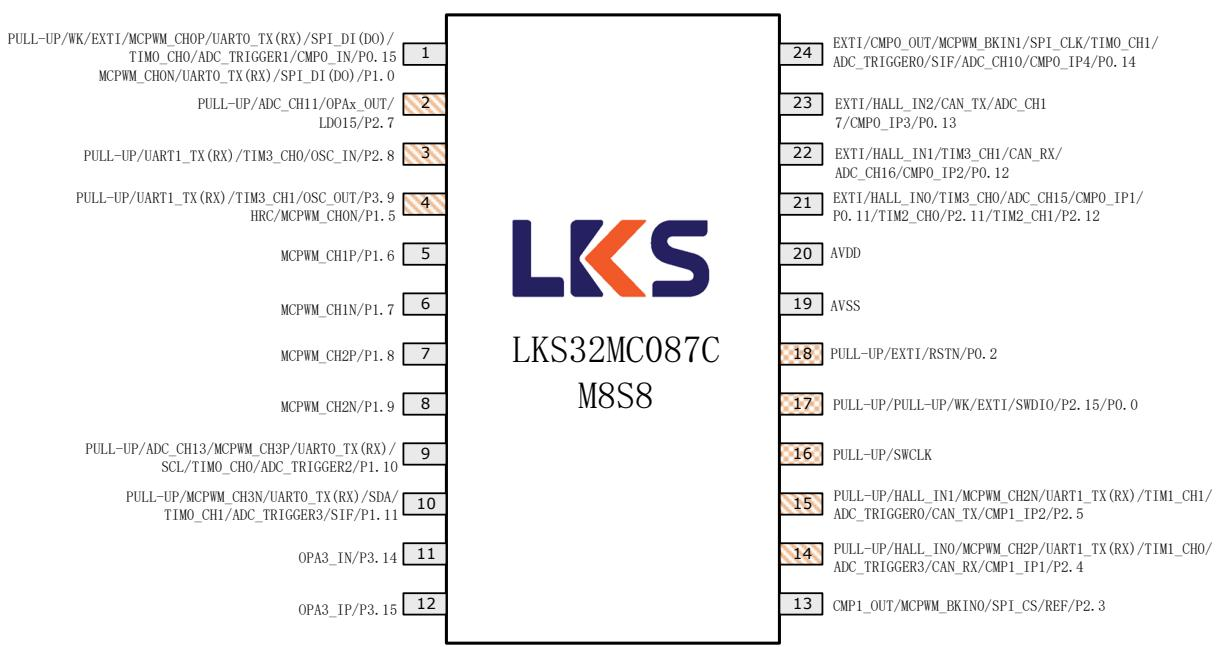 PULL-UP/WK/EXTI/MCPWM_CH0P/UART0_TX(RX)/SPI_DI(DO)/
TIM0_CH0/ADC_TRIGGER1/CMP0_IN/P0.15
MCPWM_CH0N/UART0_TX(RX)/SPI_DI(DO)/P1.0
1
PULL-UP/ADC_CH11/OPAx_OUT/
LDO15/P2.7
2
PULL-UP/UART1_TX(RX)/TIM3_CH0/OSC_IN/P2.8
3
PULL-UP/UART1_TX(RX)/TIM3_CH1/OSC_OUT/P3.9
HRC/MCPWM_CH0N/P1.5
4
MCPWM_CH1P/P1.6
5
MCPWM_CH1N/P1.7
6
MCPWM_CH2P/P1.8
7
MCPWM_CH2N/P1.9
8
PULL-UP/ADC_CH13/MCPWM_CH3P/UART0_TX(RX)/
SCL/TIM0_CH0/ADC_TRIGGER2/P1.10
9
PULL-UP/MCPWM_CH3N/UART0_TX(RX)/SDA/
TIM0_CH1/ADC_TRIGGER3/SIF/P1.11
10
OPA3_IN/P3.14
11
OPA3_IP/P3.15
12
LKS
LKS32MC087C
M8S8
24
EXTI/CMP0_OUT/MCPWM_BKIN1/SPI_CLK/TIM0_CH1/
ADC_TRIGGER0/SIF/ADC_CH10/CMP0_IP4/P0.14
23
EXTI/HALL_IN2/CAN_TX/ADC_CH1
7/CMP0_IP3/P0.13
22
EXTI/HALL_IN1/TIM3_CH1/CAN_RX/
ADC_CH16/CMP0_IP2/P0.12
21
EXTI/HALL_IN0/TIM3_CH0/ADC_CH15/CMP0_IP1/
P0.11/TIM2_CH0/P2.11/TIM2_CH1/P2.12
20
AVDD
19
AVSS
18
PULL-UP/EXTI/RSTN/P0.2
17
PULL-UP/PULL-UP/WK/EXTI/SWDIO/P2.15/P0.0
16
PULL-UP/SWCLK
15
PULL-UP/HALL_IN1/MCPWM_CH2N/UART1_TX(RX)/TIM1_CH1/
ADC_TRIGGER0/CAN_TX/CMP1_IP2/P2.5
14
PULL-UP/HALL_IN0/MCPWM_CH2P/UART1_TX(RX)/TIM1_CH0/
ADC_TRIGGER3/CAN_RX/CMP1_IP1/P2.4
13
CMP1_OUT/MCPWM_BKIN0/SPI_CS/REF/P2.3